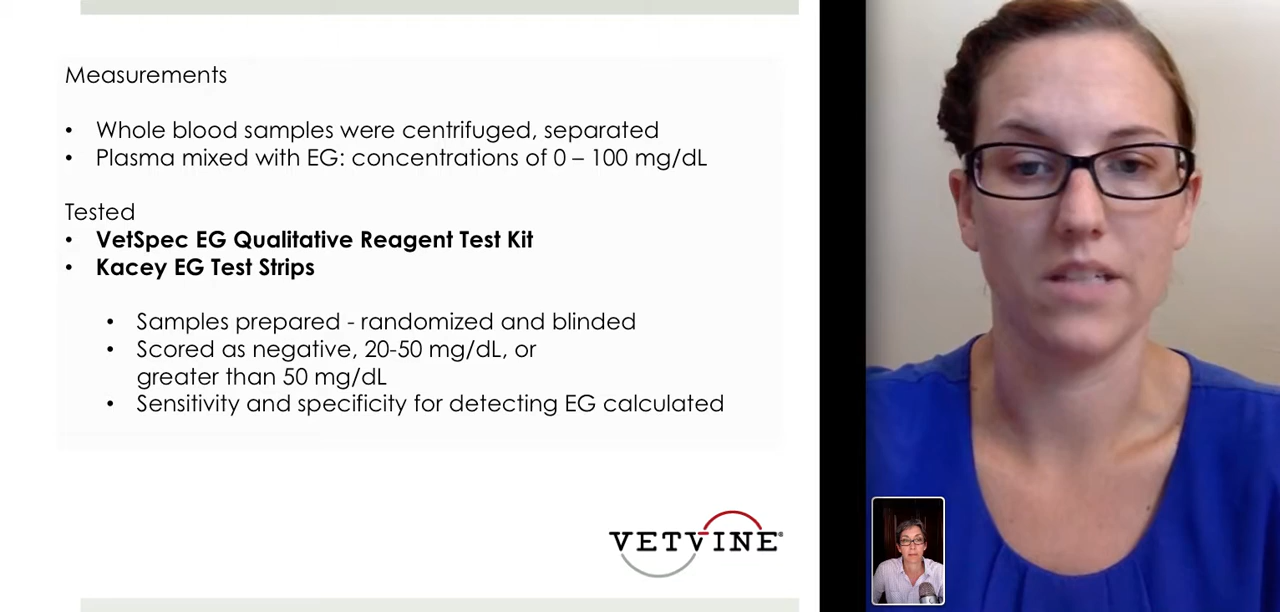 Measurements
• Whole blood samples were centrifuged, separated
• Plasma mixed with EG: concentrations of 0 – 100 mg/dL
Tested
• VetSpec EG Qualitative Reagent Test Kit
• Kacey EG Test Strips
• Samples prepared - randomized and blinded
• Scored as negative, 20-50 mg/dL, or
greater than 50 mg/dL
• Sensitivity and specificity for detecting EG calculated
VETVINE®